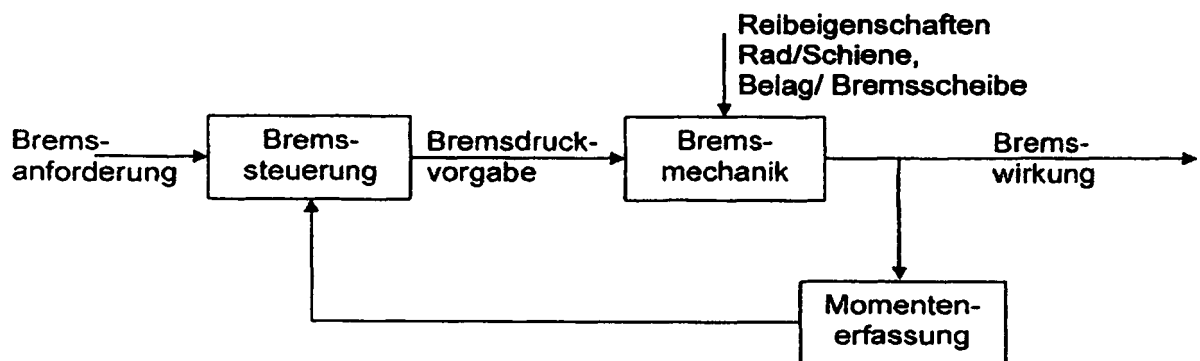 Reibeigenschaften
Rad/Schiene,
Belag/ Bremsscheibe
Brems-
anforderung
Brems-
steuerung
Bremsdruck-
vorgabe
Brems-
mechanik
Brems-
wirkung
Momenten-
erfassung